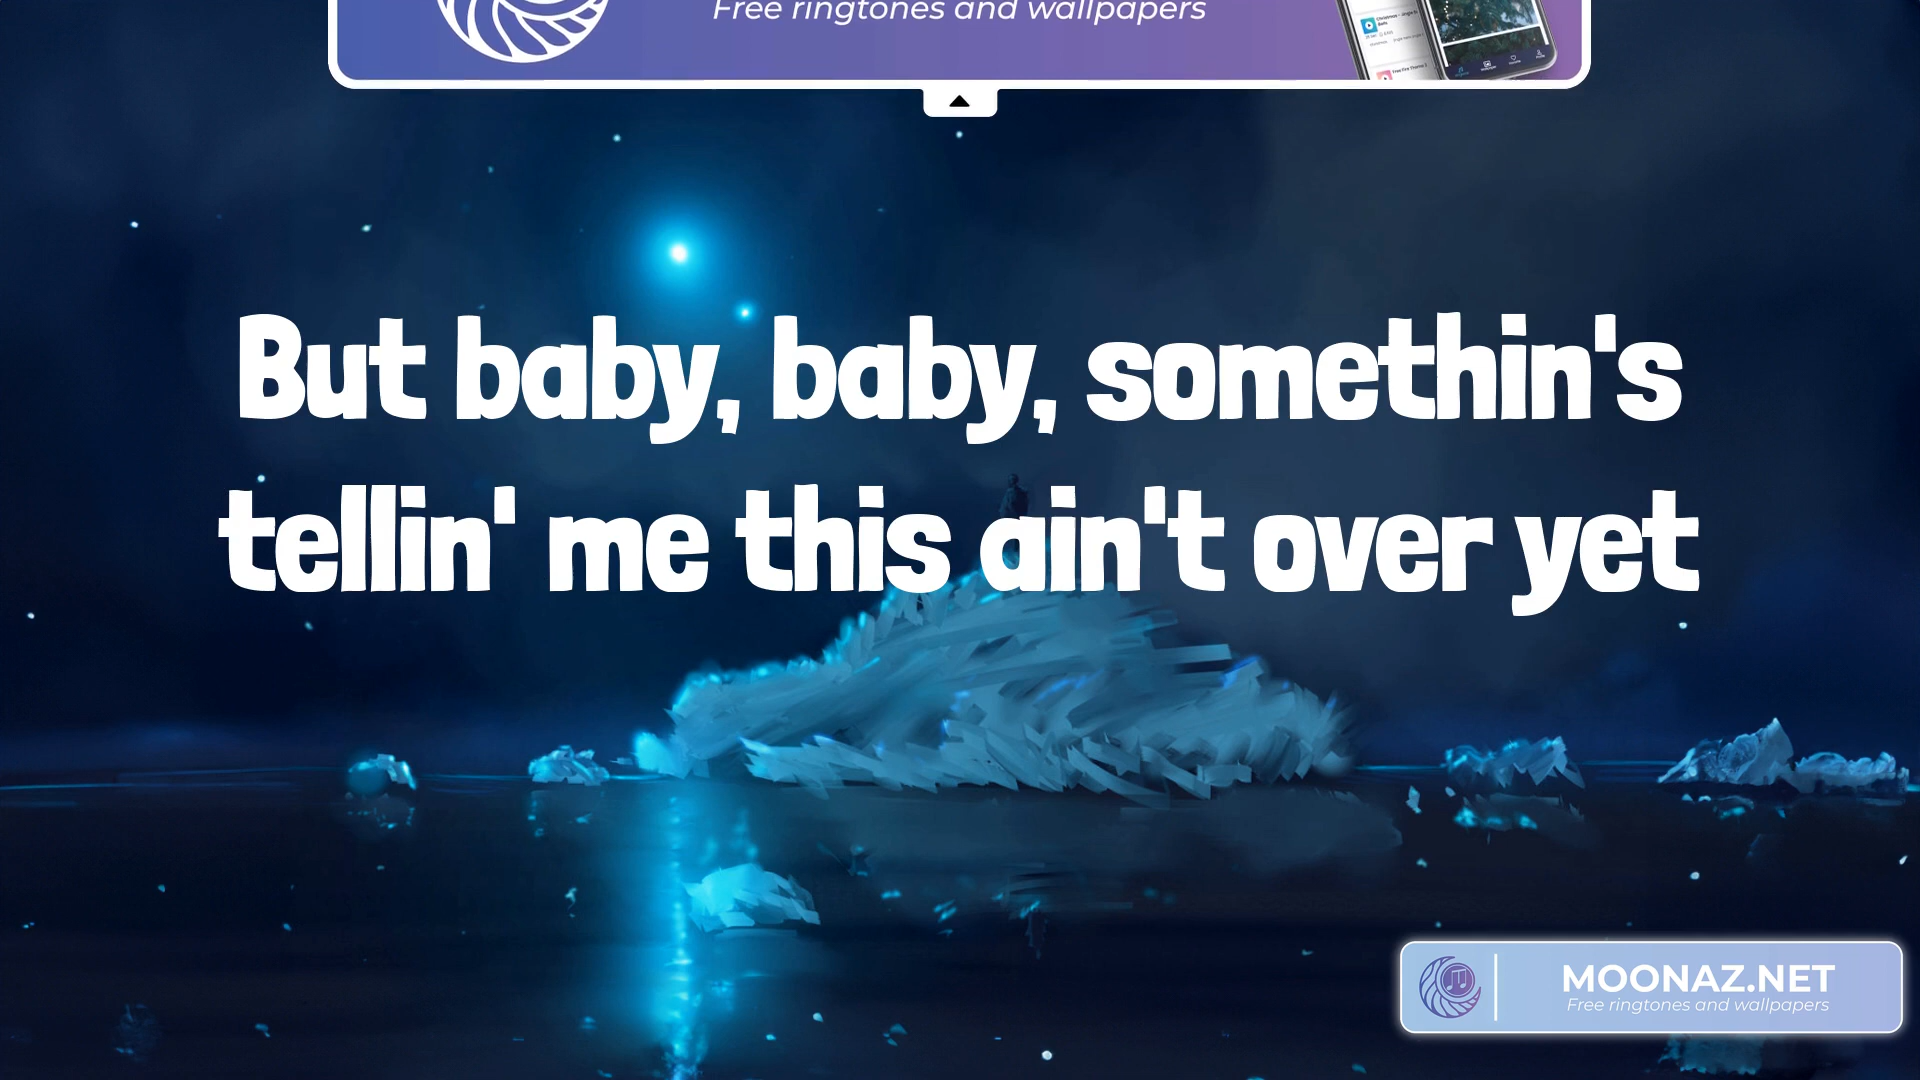 Free ringtones and wallpapers
But baby, baby, somethin's
tellin' me this ain't over yet
MOONAZ.NET
Free ringtones and wallpapers